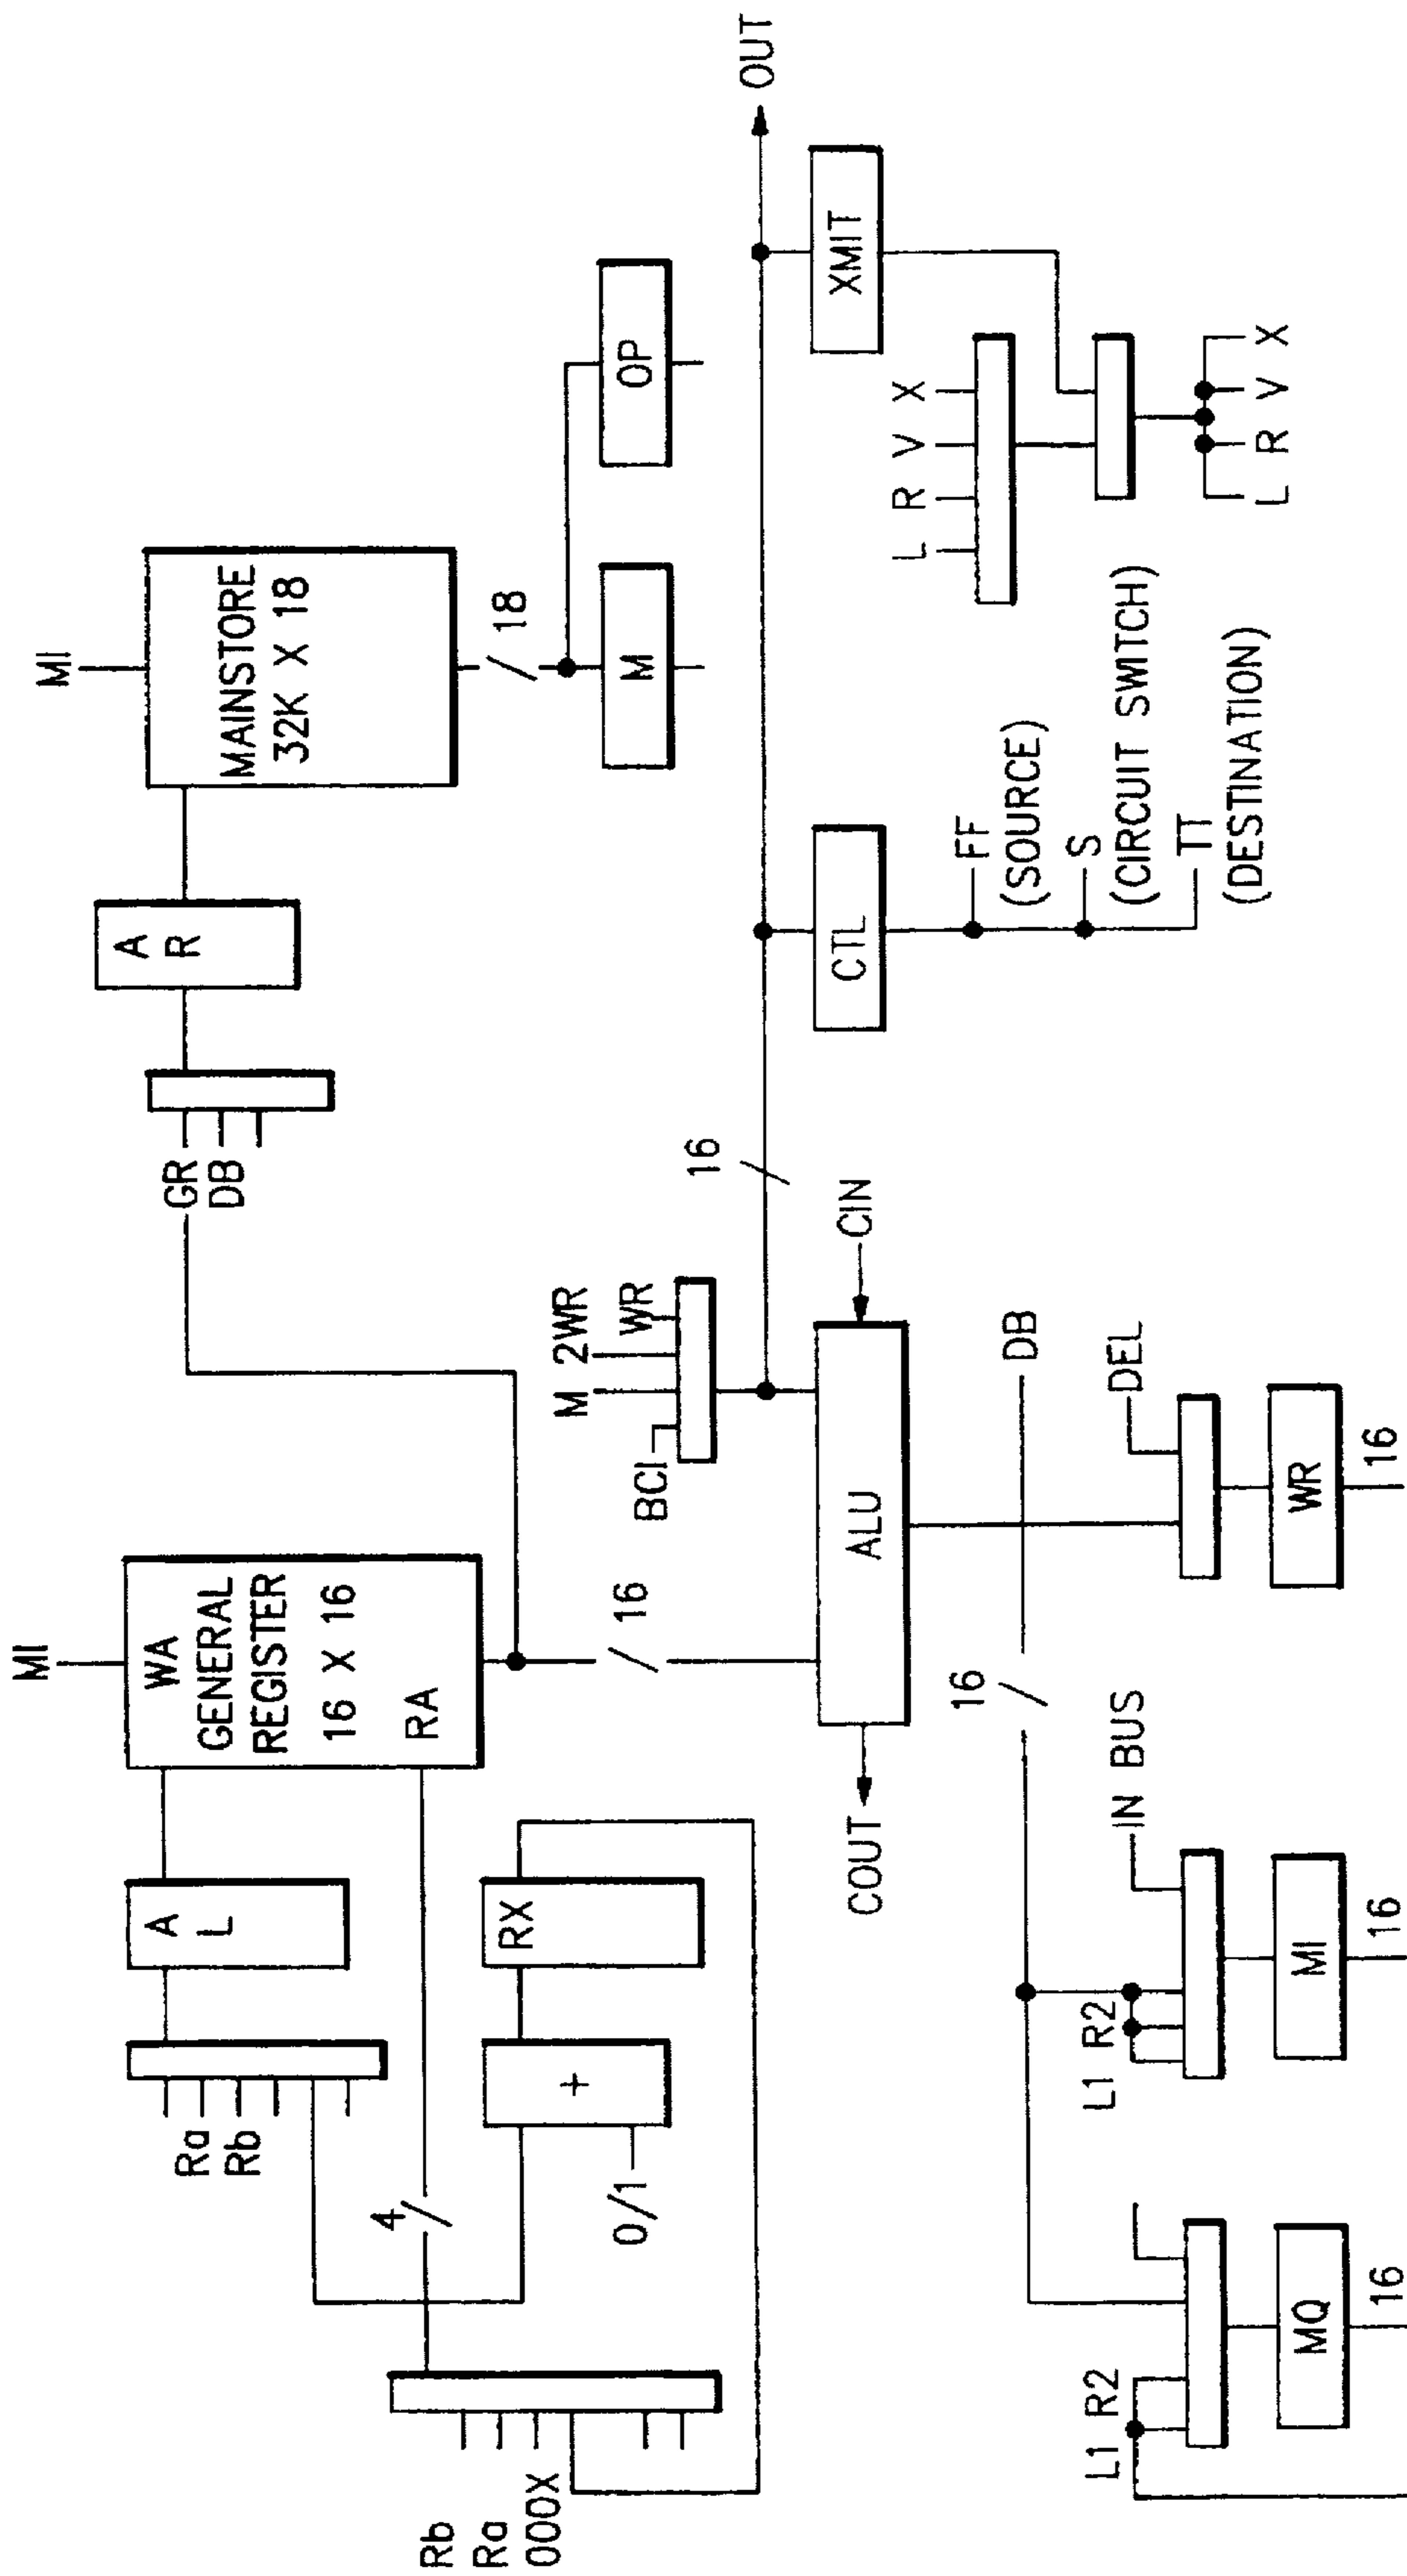 MI
MI
WA
GENERAL
REGISTER
16 X 16
RA
A
L
Ra
Rb
4
Rb
Ra
000X
+
0/1
RX
GR
DB
A
R
MAINSTORE
32K X 18
18
M
OP
16
BCI
M
2WR
WR
16
OUT
COUT
ALU
CIN
CTL
FF
(SOURCE)
S
(CIRCUIT SWITCH)
TT
(DESTINATION)
XMIT
L R V X
L R V X
16
DB
L1 R2
MQ
16
L1 R2
IN BUS
MI
16
DEL
WR
16